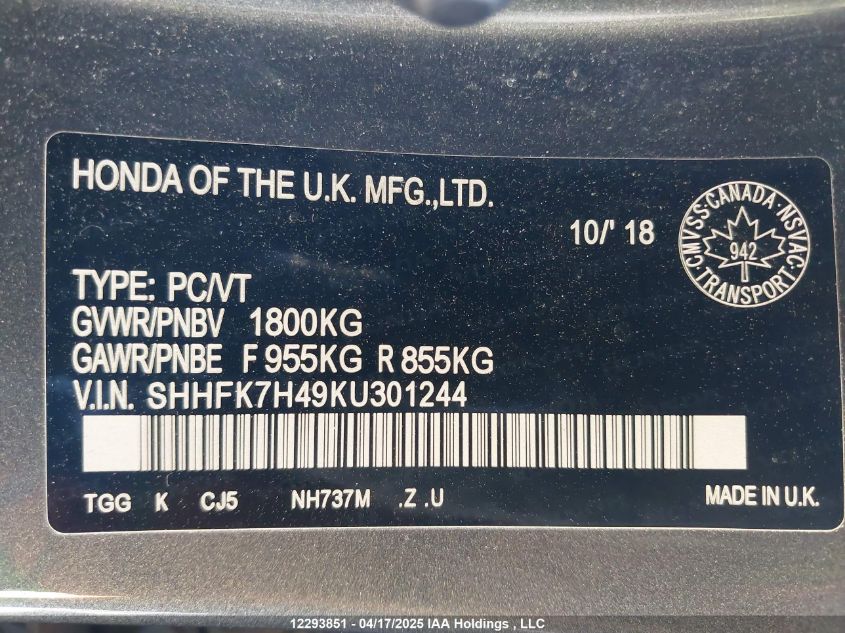 HONDA OF THE U.K. MFG.,LTD.
10/' 18
CMVSS·CANADA·NSVAC·TRANSPORT·
942
TYPE: PC/VT
GVWR/PNBV 1800KG
GAWR/PNBE F 955KG R 855KG
V.I.N. SHHFK7H49KU301244
TGG K CJ5 NH737M .Z .U MADE IN U.K.
12293851 - 04/17/2025 IAA Holdings , LLC